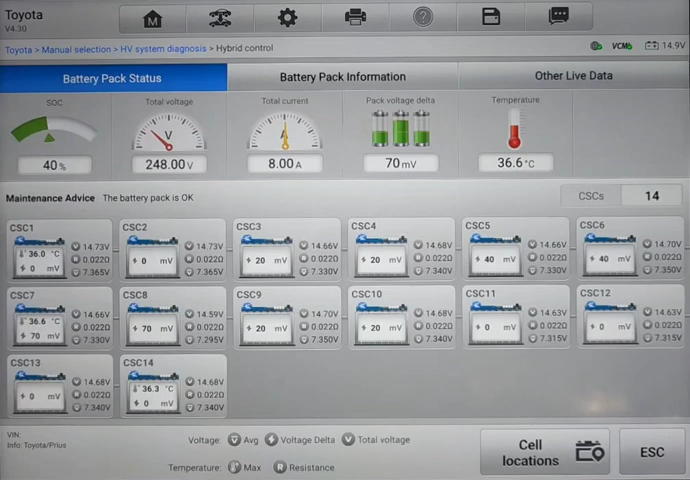 Toyota
V4.30
M
?
Toyota > Manual selection > HV system diagnosis > Hybrid control
VCMI 14.9V
Battery Pack Status Battery Pack Information Other Live Data
SOC Total voltage Total current Pack voltage delta Temperature
V A
40% 248.00V 8.00A 70mV 36.6°C
Maintenance Advice The battery pack is OK CSCs 14
CSC1 CSC2 CSC3 CSC4 CSC5 CSC6
36.0 °C V 14.73V V 14.73V V 14.66V V 14.68V V 14.66V V 14.70V
0 mV R 0.022Ω 0 mV R 0.022Ω 20 mV R 0.022Ω 20 mV R 0.022Ω 40 mV R 0.022Ω 40 mV R 0.022Ω
7.365V 7.365V 7.330V 7.340V 7.330V 7.350V
CSC7 CSC8 CSC9 CSC10 CSC11 CSC12
36.6 °C V 14.66V V 14.59V V 14.70V V 14.68V V 14.63V V 14.63V
70 mV R 0.022Ω 70 mV R 0.022Ω 20 mV R 0.022Ω 20 mV R 0.022Ω 0 mV R 0.022Ω 0 mV R 0.022Ω
7.330V 7.295V 7.350V 7.340V 7.315V 7.315V
CSC13 CSC14
V 14.68V 36.3 °C V 14.68V
0 mV R 0.022Ω 0 mV R 0.022Ω
7.340V 7.340V
VIN:
Info: Toyota/Prius
Voltage: Avg Voltage Delta V Total voltage
Temperature: Max R Resistance
Cell
locations
ESC